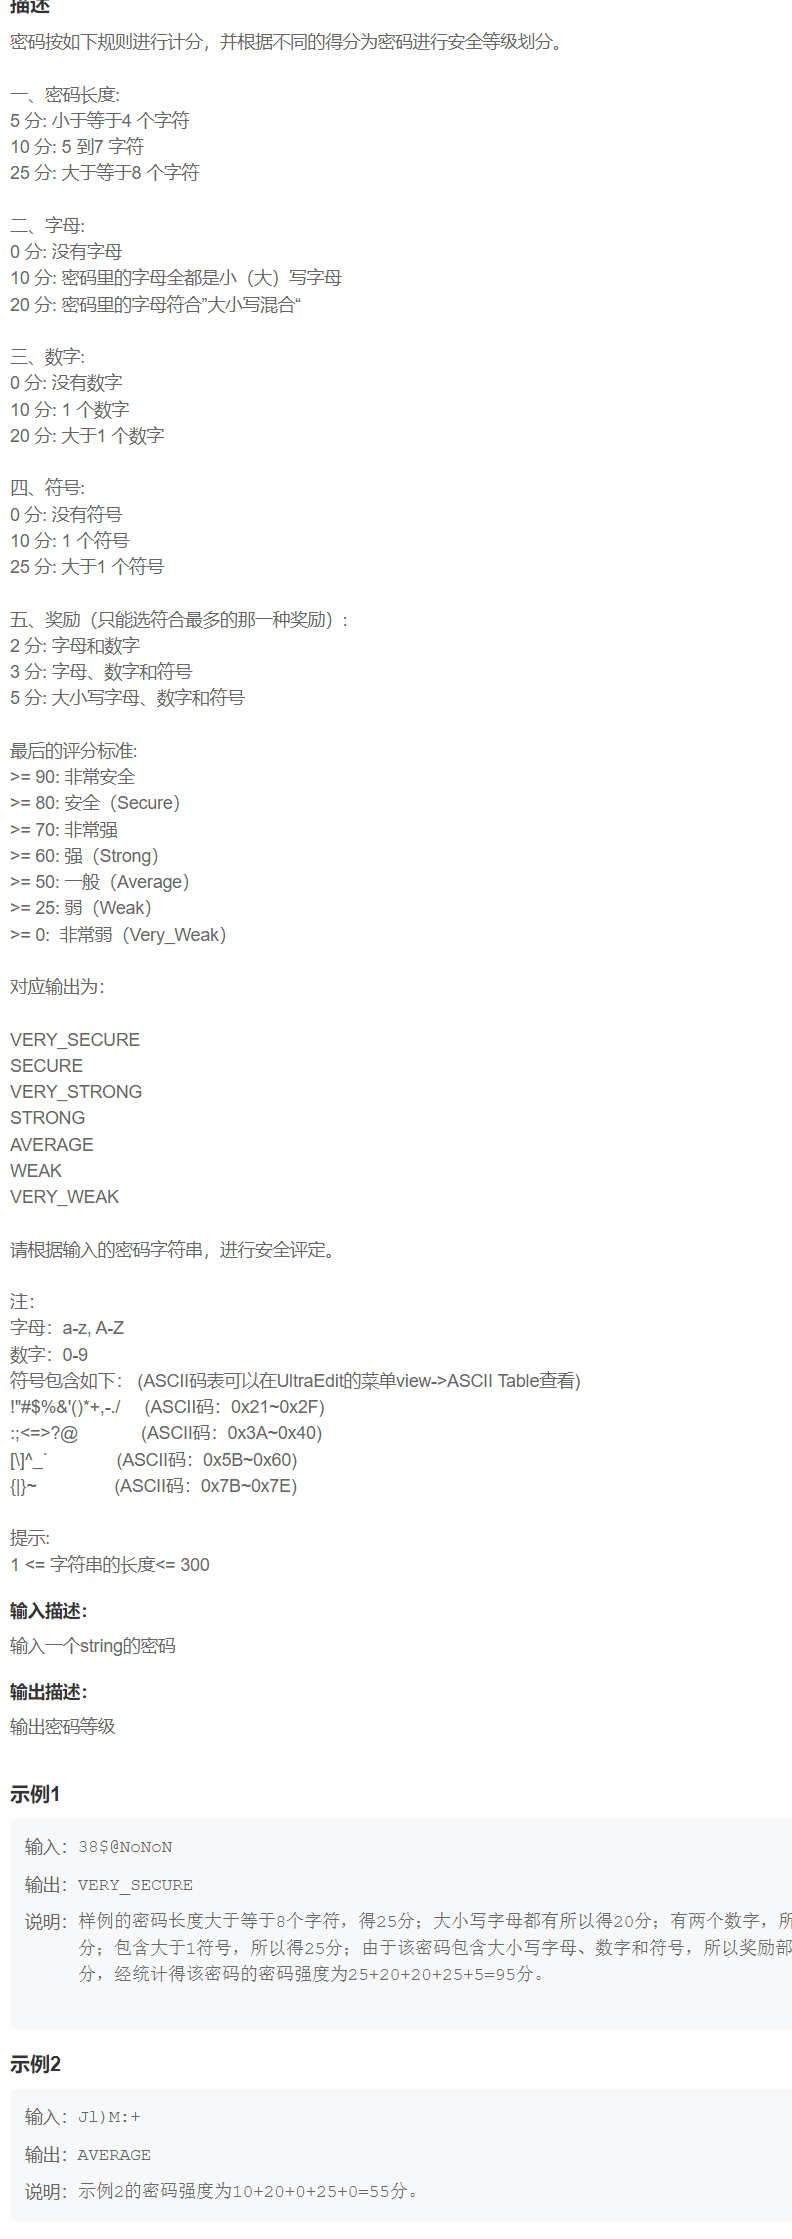 描述
密码按如下规则进行计分，并根据不同的得分为密码进行安全等级划分。
一、密码长度:
5 分: 小于等于4 个字符
10 分: 5 到7 字符
25 分: 大于等于8 个字符
二、字母:
0 分: 没有字母
10 分: 密码里的字母全都是小（大）写字母
20 分: 密码里的字母符合”大小写混合“
三、数字:
0 分: 没有数字
10 分: 1 个数字
20 分: 大于1 个数字
四、符号:
0 分: 没有符号
10 分: 1 个符号
25 分: 大于1 个符号
五、奖励（只能选符合最多的那一种奖励）:
2 分: 字母和数字
3 分: 字母、数字和符号
5 分: 大小写字母、数字和符号
最后的评分标准:
>= 90: 非常安全
>= 80: 安全（Secure）
>= 70: 非常强
>= 60: 强（Strong）
>= 50: 一般（Average）
>= 25: 弱（Weak）
>= 0:  非常弱（Very_Weak）
对应输出为：
VERY_SECURE
SECURE
VERY_STRONG
STRONG
AVERAGE
WEAK
VERY_WEAK
请根据输入的密码字符串，进行安全评定。
注：
字母：a-z, A-Z
数字：0-9
符号包含如下： (ASCII码表可以在UltraEdit的菜单view->ASCII Table查看)
!"#$%&'()*+,-./     (ASCII码：0x21~0x2F)
:;<=>?@             (ASCII码：0x3A~0x40)
[\]^_`              (ASCII码：0x5B~0x60)
{|}~                (ASCII码：0x7B~0x7E)
提示:
1 <= 字符串的长度<= 300
输入描述：
输入一个string的密码
输出描述：
输出密码等级
示例1
输入：38$@NoNoN
输出：VERY_SECURE
说明：样例的密码长度大于等于8个字符，得25分；大小写字母都有所以得20分；有两个数字，所
分；包含大于1符号，所以得25分；由于该密码包含大小写字母、数字和符号，所以奖励部
分，经统计得该密码的密码强度为25+20+20+25+5=95分。
示例2
输入：Jl)M:+
输出：AVERAGE
说明：示例2的密码强度为10+20+0+25+0=55分。